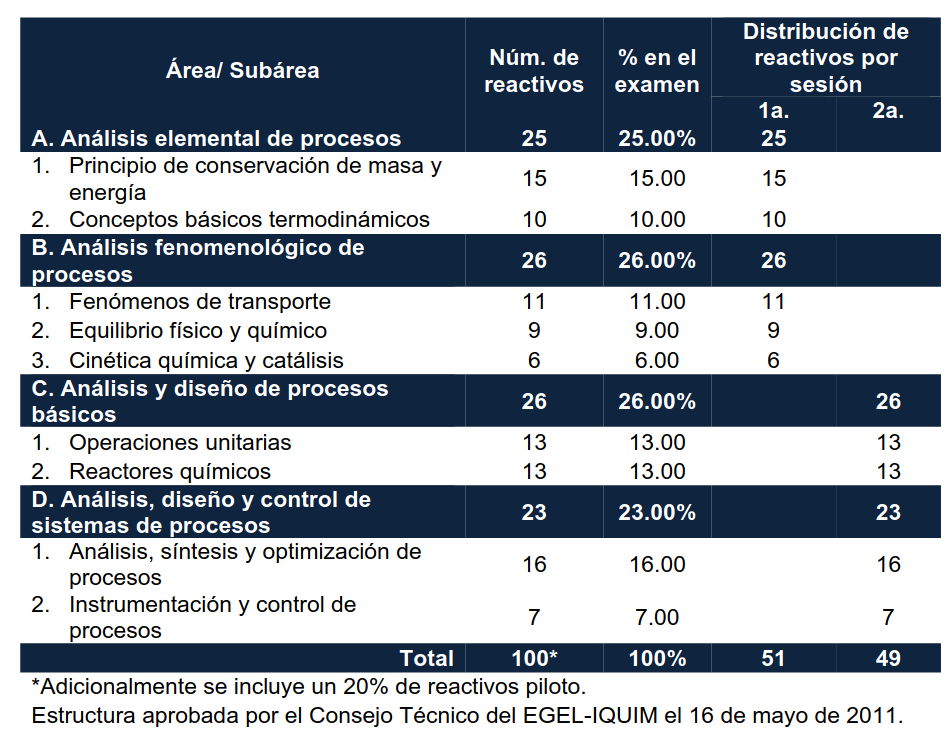 Área/ Subárea
Núm. de
reactivos
% en el
examen
Distribución de
reactivos por
sesión
1a. 2a.
A. Análisis elemental de procesos 25 25.00% 25
1. Principio de conservación de masa y
energía 15 15.00 15
2. Conceptos básicos termodinámicos 10 10.00 10
B. Análisis fenomenológico de
procesos 26 26.00% 26
1. Fenómenos de transporte 11 11.00 11
2. Equilibrio físico y químico 9 9.00 9
3. Cinética química y catálisis 6 6.00 6
C. Análisis y diseño de procesos
básicos 26 26.00% 26
1. Operaciones unitarias 13 13.00 13
2. Reactores químicos 13 13.00 13
D. Análisis, diseño y control de
sistemas de procesos 23 23.00% 23
1. Análisis, síntesis y optimización de
procesos 16 16.00 16
2. Instrumentación y control de
procesos 7 7.00 7
Total 100* 100% 51 49
*Adicionalmente se incluye un 20% de reactivos piloto.
Estructura aprobada por el Consejo Técnico del EGEL-IQUIM el 16 de mayo de 2011.